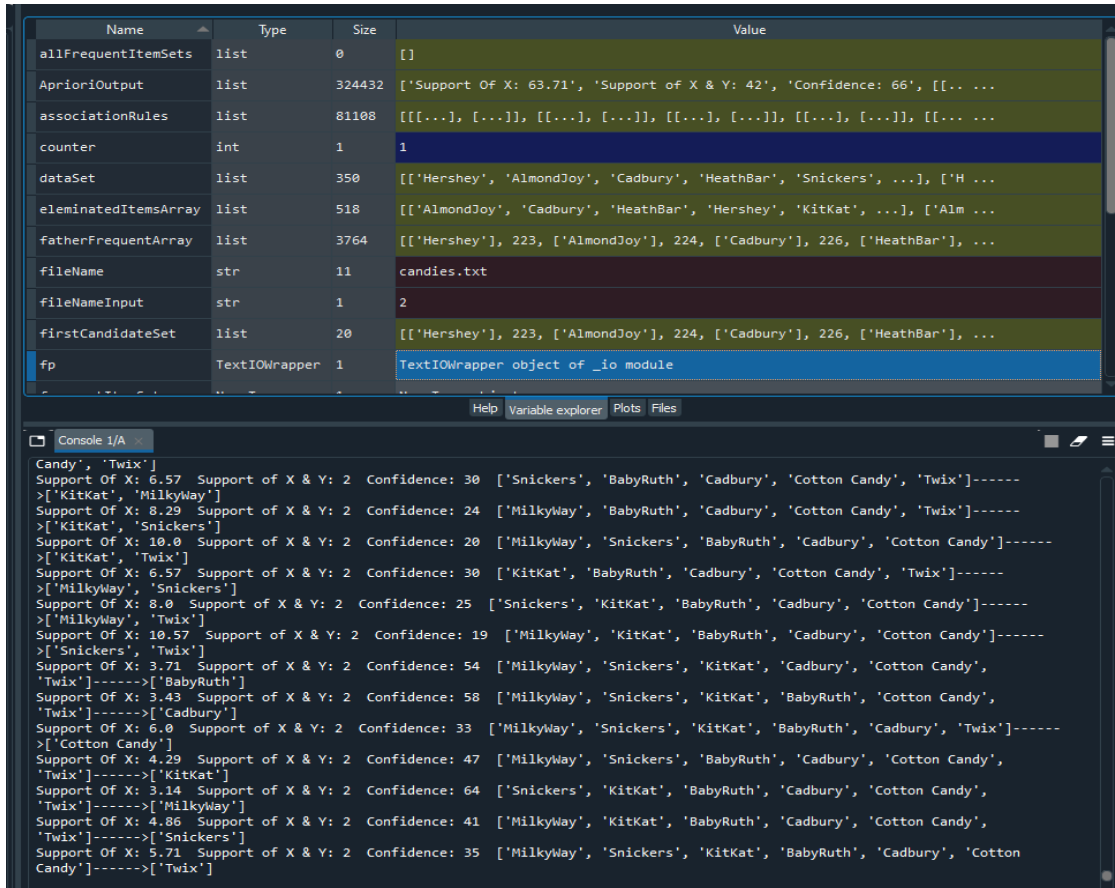 Name Type Size Value
allFrequentItemSets list 0 []
AprioriOutput list 324432 ['Support Of X: 63.71', 'Support of X & Y: 42', 'Confidence: 66', [[.. ...
associationRules list 81108 [[[...], [...]], [[...], [...]], [[...], [...]], [[...], [...]], [[... ...
counter int 1 1
dataSet list 350 [['Hershey', 'AlmondJoy', 'Cadbury', 'HeathBar', 'Snickers', ...], ['H ...
eleminatedItemsArray list 518 [['AlmondJoy', 'Cadbury', 'HeathBar', 'Hershey', 'KitKat', ...], ['Alm ...
fatherFrequentArray list 3764 [['Hershey'], 223, ['AlmondJoy'], 224, ['Cadbury'], 226, ['HeathBar'], ...
fileName str 11 candies.txt
fileNameInput str 1 2
firstCandidateSet list 20 [['Hershey'], 223, ['AlmondJoy'], 224, ['Cadbury'], 226, ['HeathBar'], ...
fp TextIOWrapper 1 TextIOWrapper object of _io module
Help Variable explorer Plots Files
Console 1/A
Candy', 'Twix']
Support Of X: 6.57 Support of X & Y: 2 Confidence: 30 ['Snickers', 'BabyRuth', 'Cadbury', 'Cotton Candy', 'Twix']------
>['KitKat', 'MilkyWay']
Support Of X: 8.29 Support of X & Y: 2 Confidence: 24 ['MilkyWay', 'BabyRuth', 'Cadbury', 'Cotton Candy', 'Twix']------
>['KitKat', 'Snickers']
Support Of X: 10.0 Support of X & Y: 2 Confidence: 20 ['MilkyWay', 'Snickers', 'BabyRuth', 'Cadbury', 'Cotton Candy']------
>['KitKat', 'Twix']
Support Of X: 6.57 Support of X & Y: 2 Confidence: 30 ['KitKat', 'BabyRuth', 'Cadbury', 'Cotton Candy', 'Twix']------
>['MilkyWay', 'Snickers']
Support Of X: 8.0 Support of X & Y: 2 Confidence: 25 ['Snickers', 'KitKat', 'BabyRuth', 'Cadbury', 'Cotton Candy']------
>['MilkyWay', 'Twix']
Support Of X: 10.57 Support of X & Y: 2 Confidence: 19 ['MilkyWay', 'KitKat', 'BabyRuth', 'Cadbury', 'Cotton Candy']------
>['Snickers', 'Twix']
Support Of X: 3.71 Support of X & Y: 2 Confidence: 54 ['MilkyWay', 'Snickers', 'KitKat', 'Cadbury', 'Cotton Candy',
'Twix']------>['BabyRuth']
Support Of X: 3.43 Support of X & Y: 2 Confidence: 58 ['MilkyWay', 'Snickers', 'KitKat', 'BabyRuth', 'Cotton Candy',
'Twix']------>['Cadbury']
Support Of X: 6.0 Support of X & Y: 2 Confidence: 33 ['MilkyWay', 'Snickers', 'KitKat', 'BabyRuth', 'Cadbury', 'Twix']------
>['Cotton Candy']
Support Of X: 4.29 Support of X & Y: 2 Confidence: 47 ['MilkyWay', 'Snickers', 'BabyRuth', 'Cadbury', 'Cotton Candy',
'Twix']------>['KitKat']
Support Of X: 3.14 Support of X & Y: 2 Confidence: 64 ['Snickers', 'KitKat', 'BabyRuth', 'Cadbury', 'Cotton Candy',
'Twix']------>['MilkyWay']
Support Of X: 4.86 Support of X & Y: 2 Confidence: 41 ['MilkyWay', 'KitKat', 'BabyRuth', 'Cadbury', 'Cotton Candy',
'Twix']------>['Snickers']
Support Of X: 5.71 Support of X & Y: 2 Confidence: 35 ['MilkyWay', 'Snickers', 'KitKat', 'BabyRuth', 'Cadbury', 'Cotton
Candy']------>['Twix']